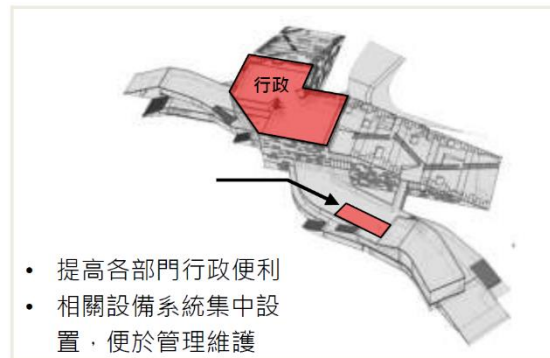 行政
• 提高各部門行政便利
• 相關設備系統集中設
置，便於管理維護